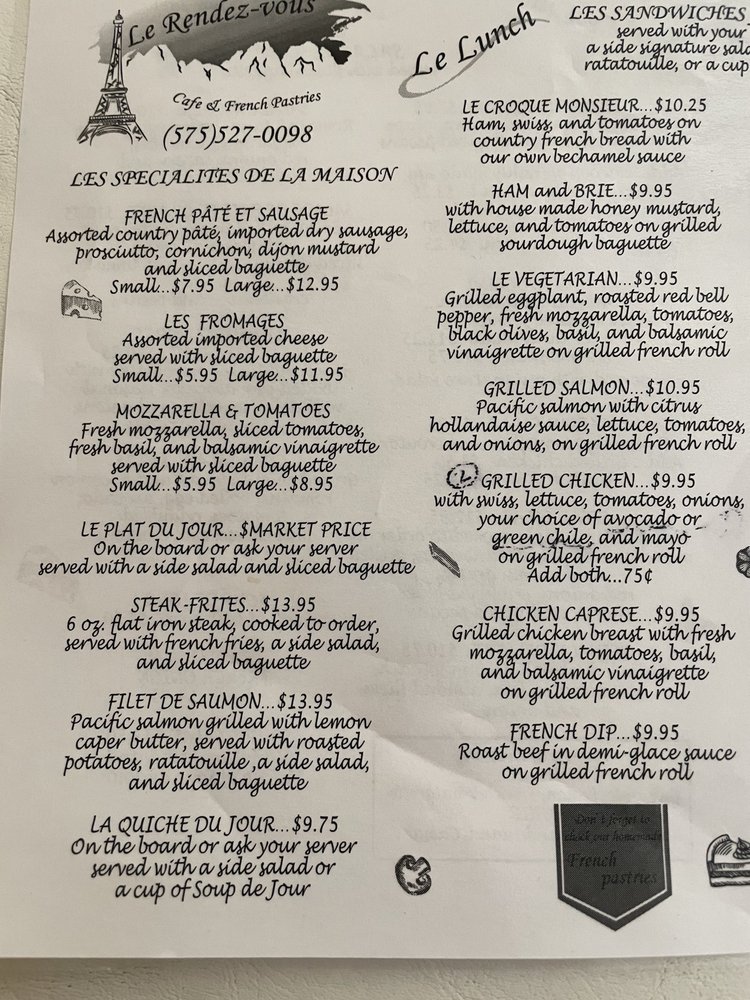 Le Rendez-vous
Cafe & French Pastries
(575)527-0098
LES SPECIALITES DE LA MAISON
FRENCH PÂTÉ ET SAUSAGE
Assorted country pâté, imported dry sausage,
prosciutto, cornichon, dijon mustard
and sliced baguette
Small...$7.95 Large...$12.95
LES FROMAGES
Assorted imported cheese
served with sliced baguette
Small...$5.95 Large...$11.95
MOZZARELLA & TOMATOES
Fresh mozzarella, sliced tomatoes,
fresh basil, and balsamic vinaigrette
served with sliced baguette
Small...$5.95 Large...$8.95
LE PLAT DU JOUR...$MARKET PRICE
On the board or ask your server
served with a side salad and sliced baguette
STEAK-FRITES...$13.95
6 oz. flat iron steak, cooked to order,
served with french fries, a side salad,
and sliced baguette
FILET DE SAUMON...$13.95
Pacific salmon grilled with lemon
caper butter, served with roasted
potatoes, ratatouille ,a side salad,
and sliced baguette
LA QUICHE DU JOUR...$9.75
On the board or ask your server
served with a side salad or
a cup of Soup de Jour
Le Lunch
LES SANDWICHES
served with your
a side signature sala
ratatouille, or a cup
LE CROQUE MONSIEUR...$10.25
Ham, swiss, and tomatoes on
country french bread with
our own bechamel sauce
HAM and BRIE...$9.95
with house made honey mustard,
lettuce, and tomatoes on grilled
sourdough baguette
LE VEGETARIAN...$9.95
Grilled eggplant, roasted red bell
pepper, fresh mozzarella, tomatoes,
black olives, basil, and balsamic
vinaigrette on grilled french roll
GRILLED SALMON...$10.95
Pacific salmon with citrus
hollandaise sauce, lettuce, tomatoes,
and onions, on grilled french roll
GRILLED CHICKEN...$9.95
with swiss, lettuce, tomatoes, onions,
your choice of avocado or
green chile, and mayo
on grilled french roll
Add both...75¢
CHICKEN CAPRESE...$9.95
Grilled chicken breast with fresh
mozzarella, tomatoes, basil,
and balsamic vinaigrette
on grilled french roll
FRENCH DIP...$9.95
Roast beef in demi-glace sauce
on grilled french roll
Don't forget to
check our homemade
French
pastries